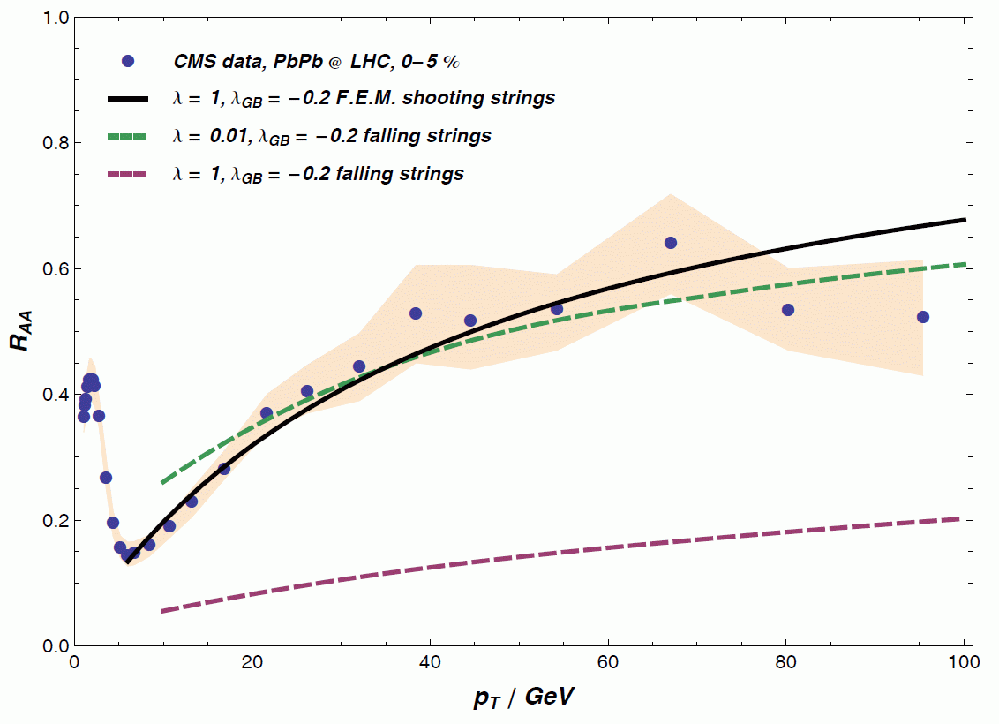 1.0
0.8
0.6
0.4
0.2
0.0
R_AA
CMS data, PbPb @ LHC, 0–5 %
λ = 1, λ_GB = −0.2 F.E.M. shooting strings
λ = 0.01, λ_GB = −0.2 falling strings
λ = 1, λ_GB = −0.2 falling strings
0 20 40 60 80 100
p_T / GeV